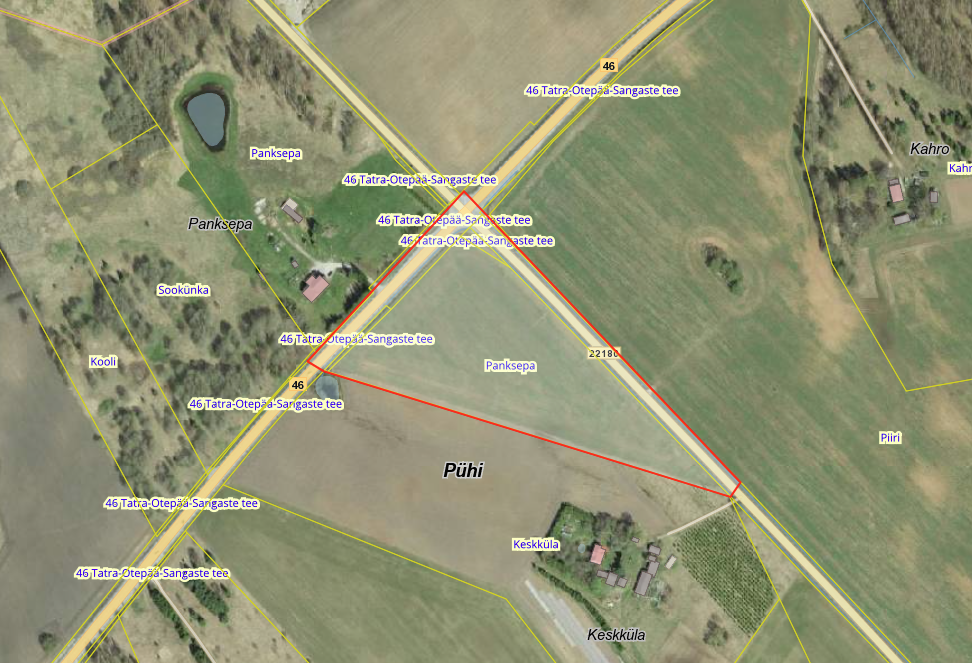 46
46 Tatra-Otepää-Sangaste tee
Panksepa
Kahro
Kahr
46 Tatra-Otepää-Sangaste tee
Panksepa
46 Tatra-Otepää-Sangaste tee
46 Tatra-Otepää-Sangaste tee
Sookünka
46 Tatra-Otepää-Sangaste tee
22180
Kooli
Panksepa
46
46 Tatra-Otepää-Sangaste tee
Piiri
Pühi
46 Tatra-Otepää-Sangaste tee
Keskküla
46 Tatra-Otepää-Sangaste tee
Keskküla